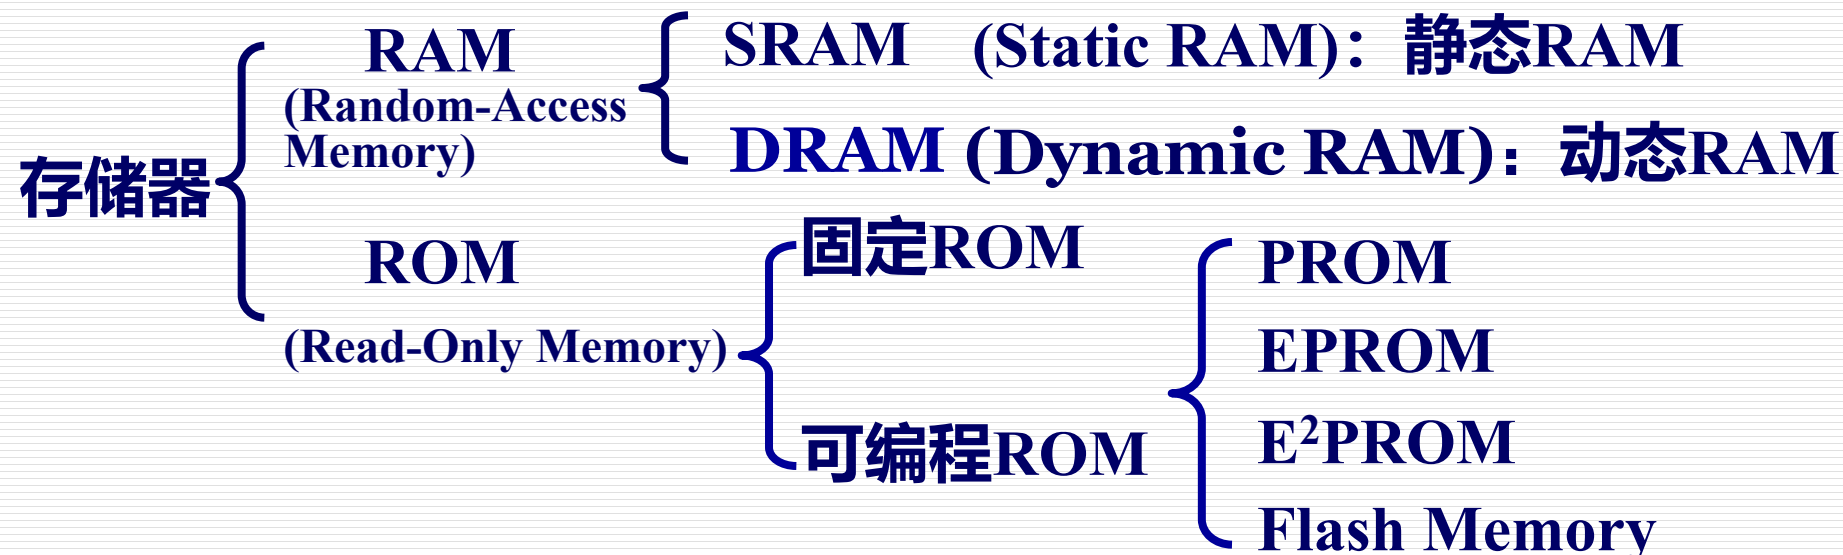 存储器
RAM
(Random-Access
Memory)
SRAM (Static RAM)：静态RAM
DRAM (Dynamic RAM)：动态RAM
ROM
(Read-Only Memory)
固定ROM
可编程ROM
PROM
EPROM
E²PROM
Flash Memory